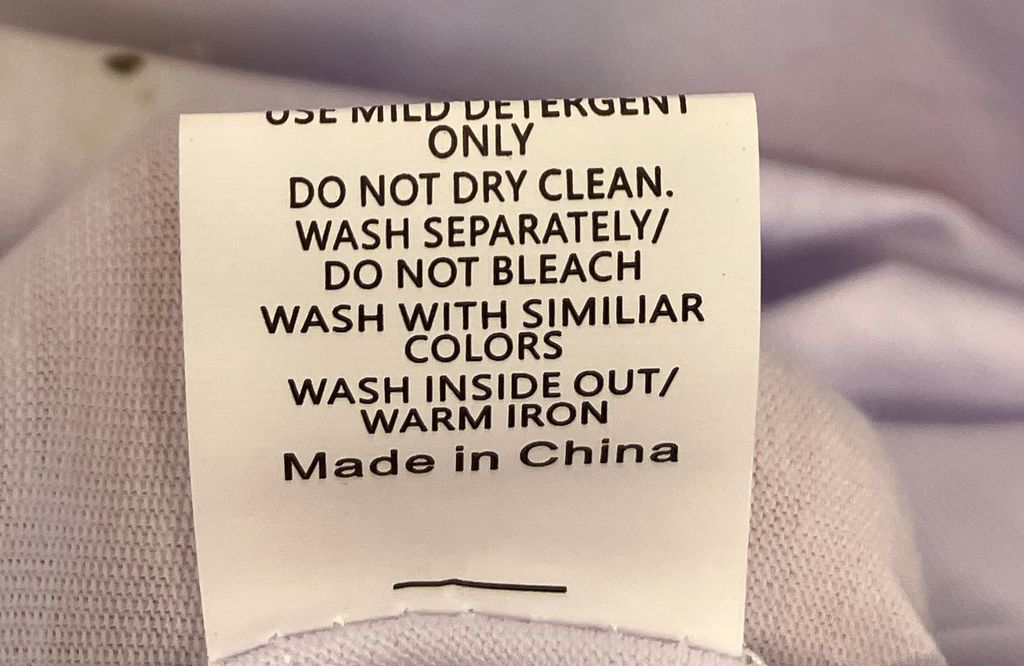 USE MILD DETERGENT
ONLY
DO NOT DRY CLEAN.
WASH SEPARATELY/
DO NOT BLEACH
WASH WITH SIMILIAR
COLORS
WASH INSIDE OUT/
WARM IRON
Made in China